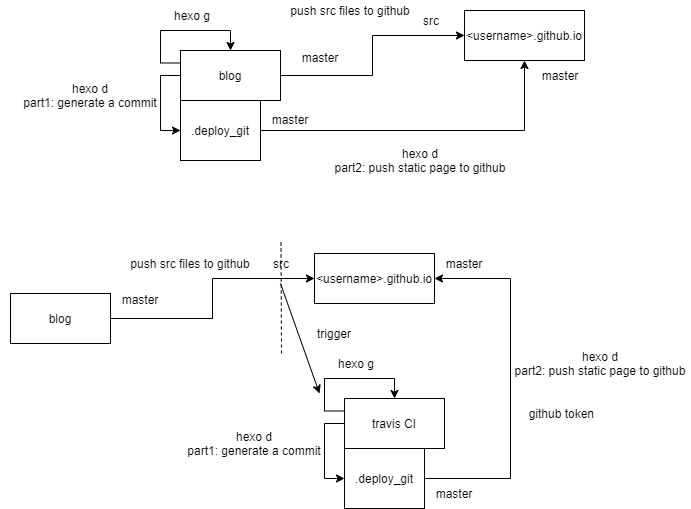 hexo g
push src files to github
src
<username>.github.io
master
blog
master
hexo d
part1: generate a commit
master
.deploy_git
hexo d
part2: push static page to github
push src files to github
src
master
<username>.github.io
master
blog
trigger
hexo g
hexo d
part2: push static page to github
github token
travis CI
hexo d
part1: generate a commit
.deploy_git
master